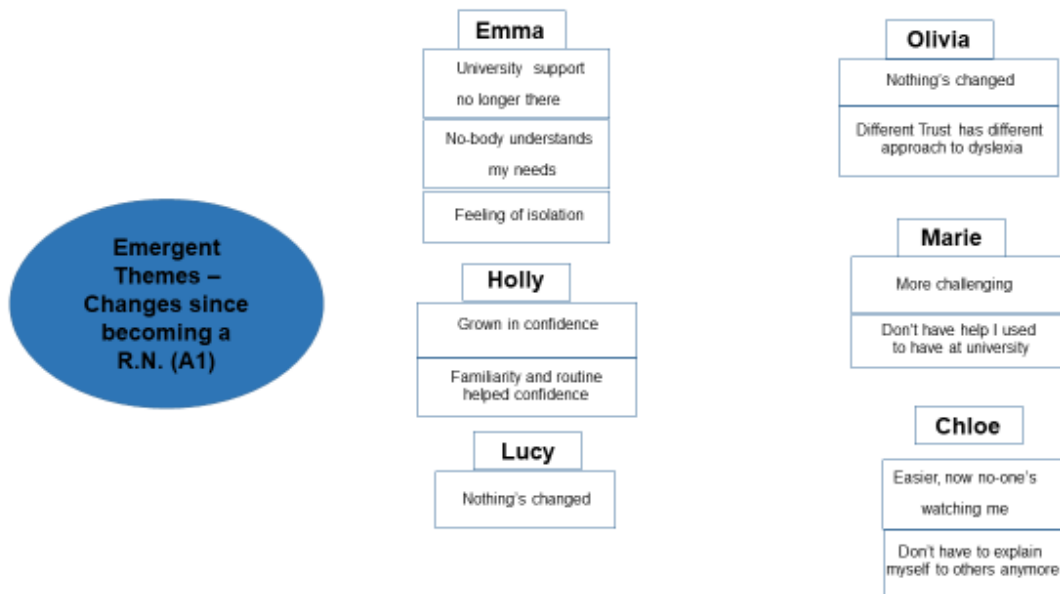 Emergent
Themes –
Changes since
becoming a
R.N. (A1)
Emma
University support
no longer there
No-body understands
my needs
Feeling of isolation
Holly
Grown in confidence
Familiarity and routine
helped confidence
Lucy
Nothing's changed
Olivia
Nothing's changed
Different Trust has different
approach to dyslexia
Marie
More challenging
Don't have help I used
to have at university
Chloe
Easier, now no-one's
watching me
Don't have to explain
myself to others anymore